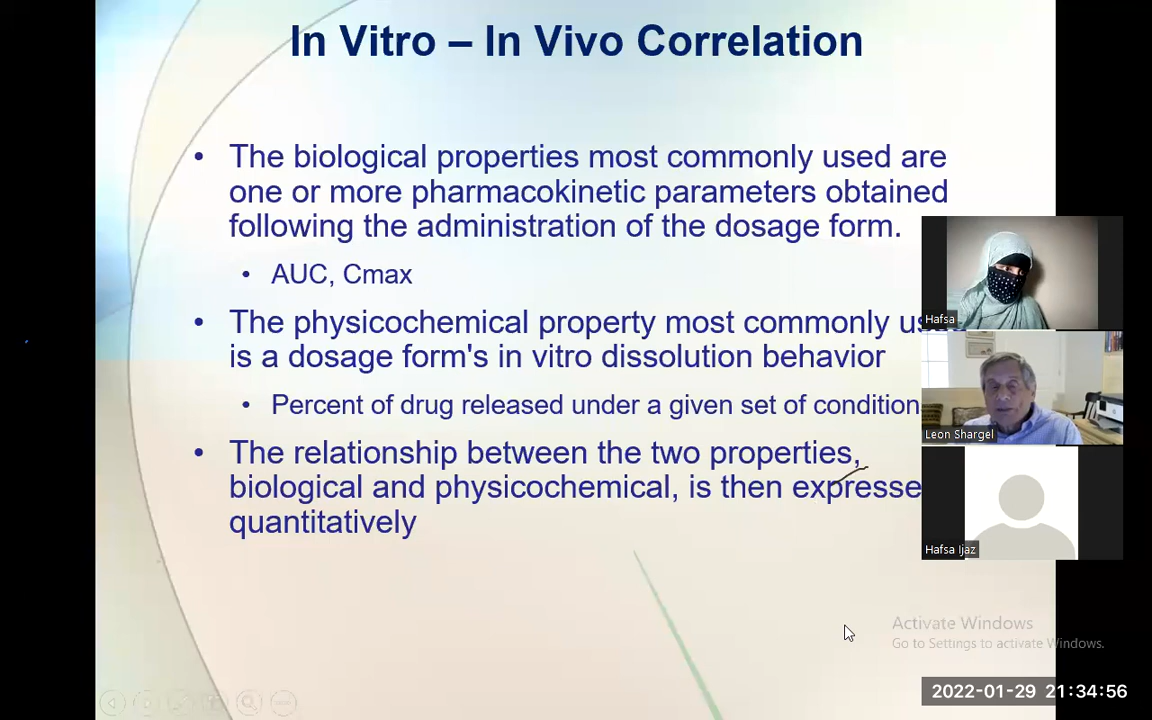 In Vitro – In Vivo Correlation
• The biological properties most commonly used are
one or more pharmacokinetic parameters obtained
following the administration of the dosage form.
• AUC, Cmax
• The physicochemical property most commonly us
is a dosage form's in vitro dissolution behavior
• Percent of drug released under a given set of condition
• The relationship between the two properties,
biological and physicochemical, is then expresse
quantitatively
Hafsa
Leon Shargel
Hafsa Ijaz
Activate Windows
Go to Settings to activate Windows.
2022-01-29 21:34:56